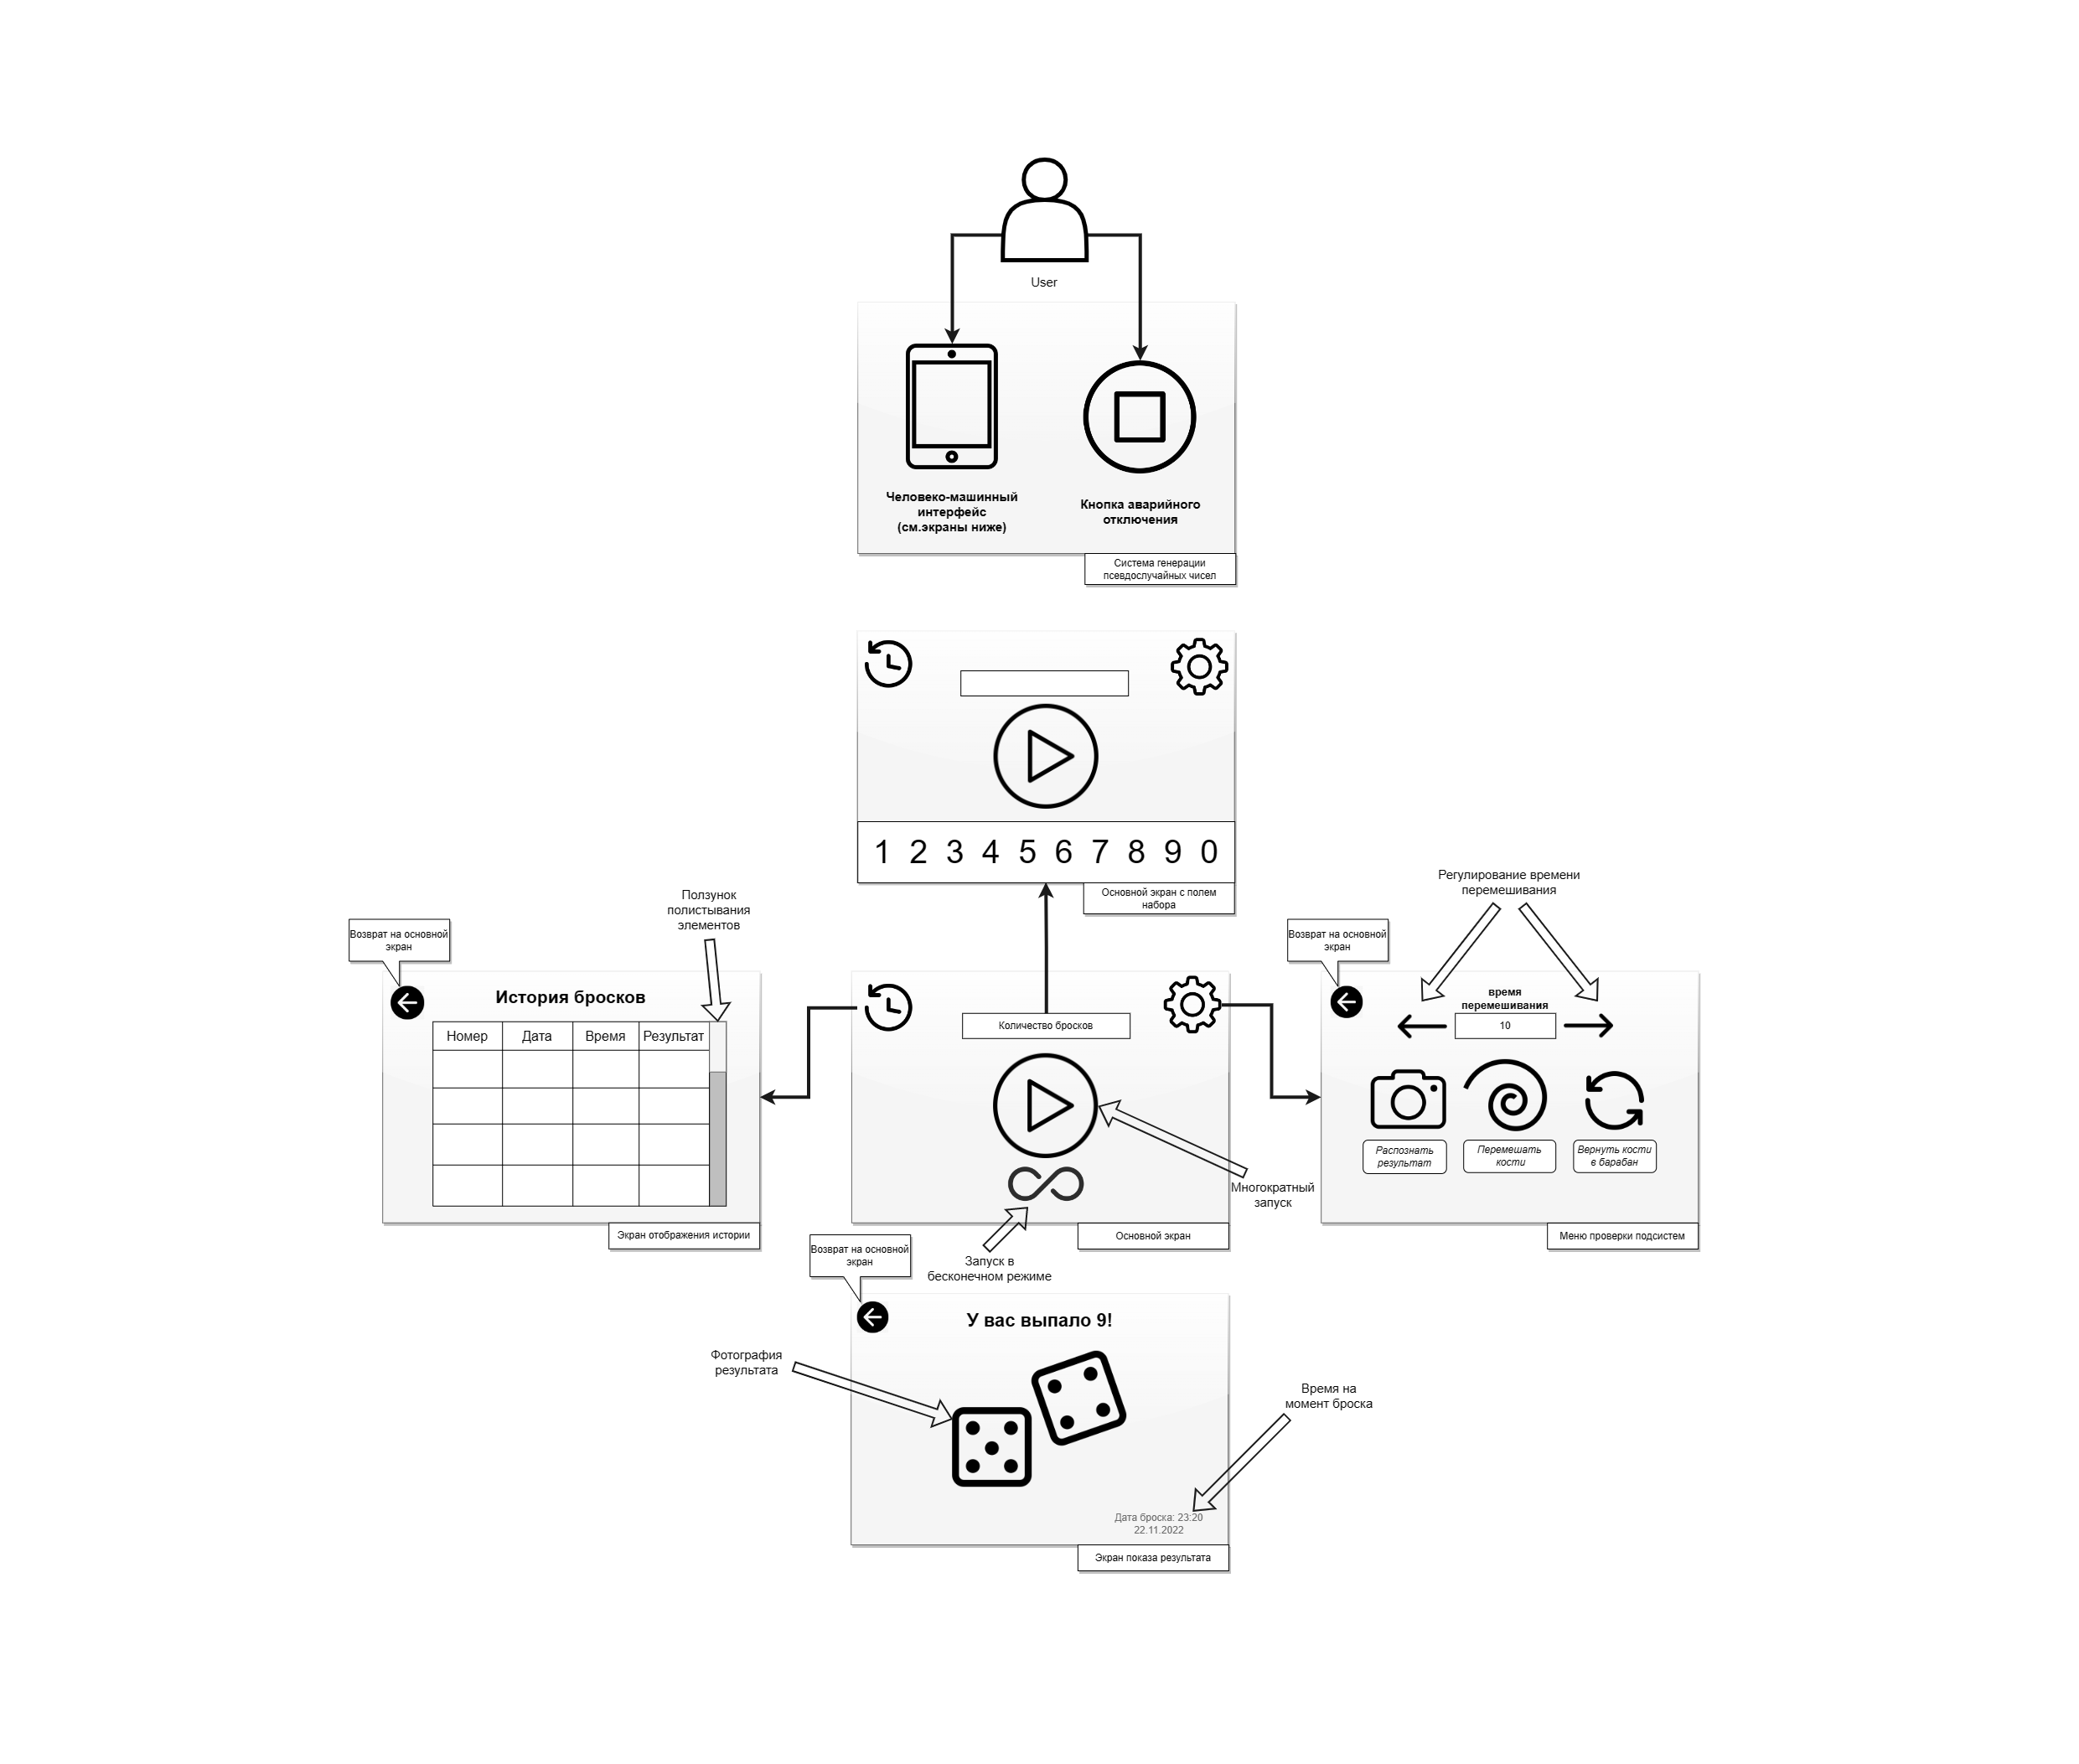 User
Человеко-машинный
интерфейс
(см.экраны ниже)
Кнопка аварийного
отключения
Система генерации
псевдослучайных чисел
1 2 3 4 5 6 7 8 9 0
Основной экран с полем
набора
Ползунок
полистывания
элементов
Возврат на основной
экран
История бросков
Номер Дата Время Результат
Экран отображения истории
Количество бросков
Многократный
запуск
Основной экран
Запуск в
бесконечном режиме
Регулирование времени
перемешивания
Возврат на основной
экран
время
перемешивания
10
Распознать
результат
Перемешать
кости
Вернуть кости
в барабан
Меню проверки подсистем
Возврат на основной
экран
У вас выпало 9!
Фотография
результата
Время на
момент броска
Дата броска: 23:20
22.11.2022
Экран показа результата